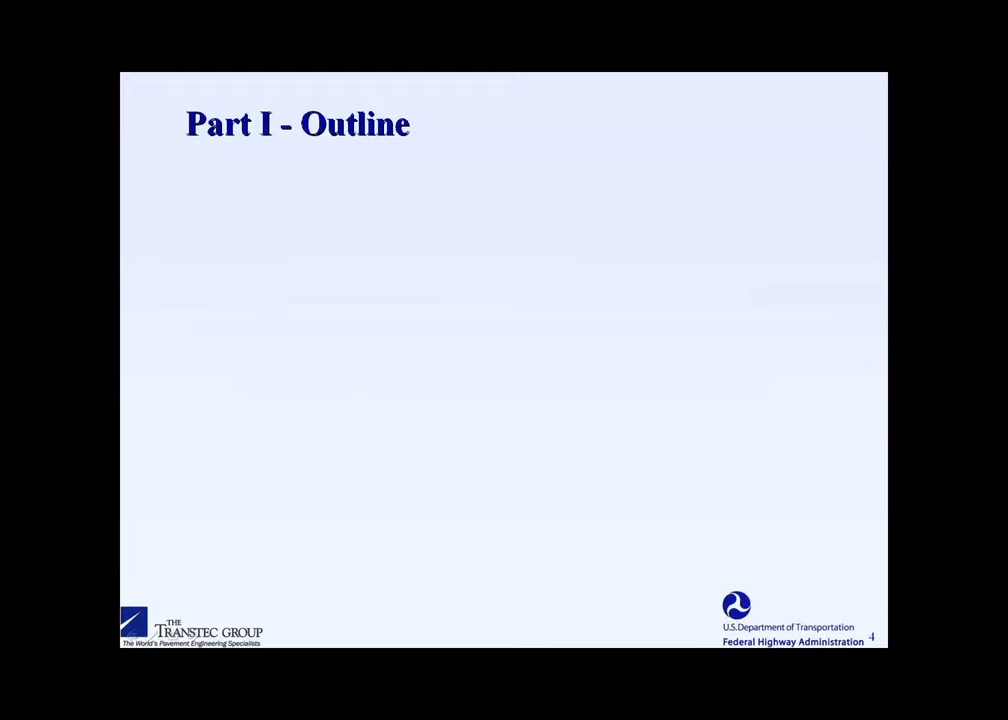 Part I - Outline
THE
TRANSTEC GROUP
The World's Pavement Engineering Specialists
U.S.Department of Transportation
Federal Highway Administration
4